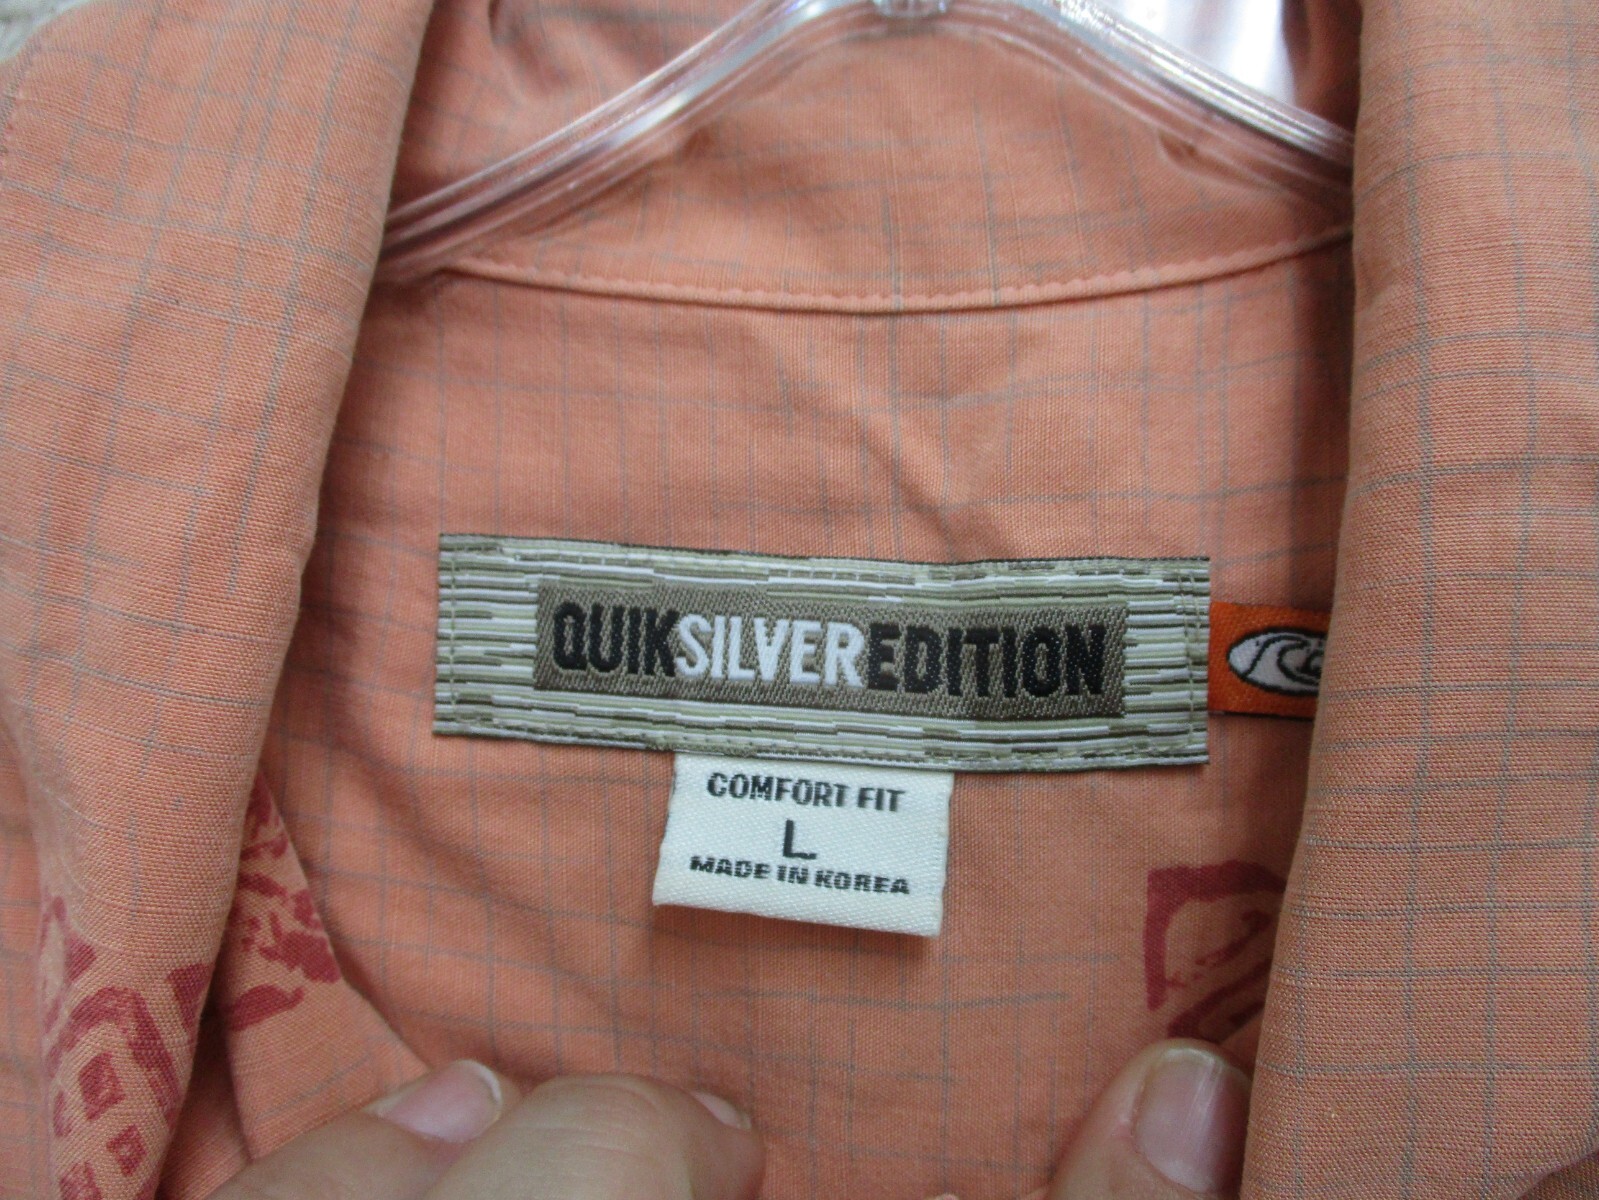 QUIKSILVEREDITION
COMFORT FIT
L
MADE IN KOREA